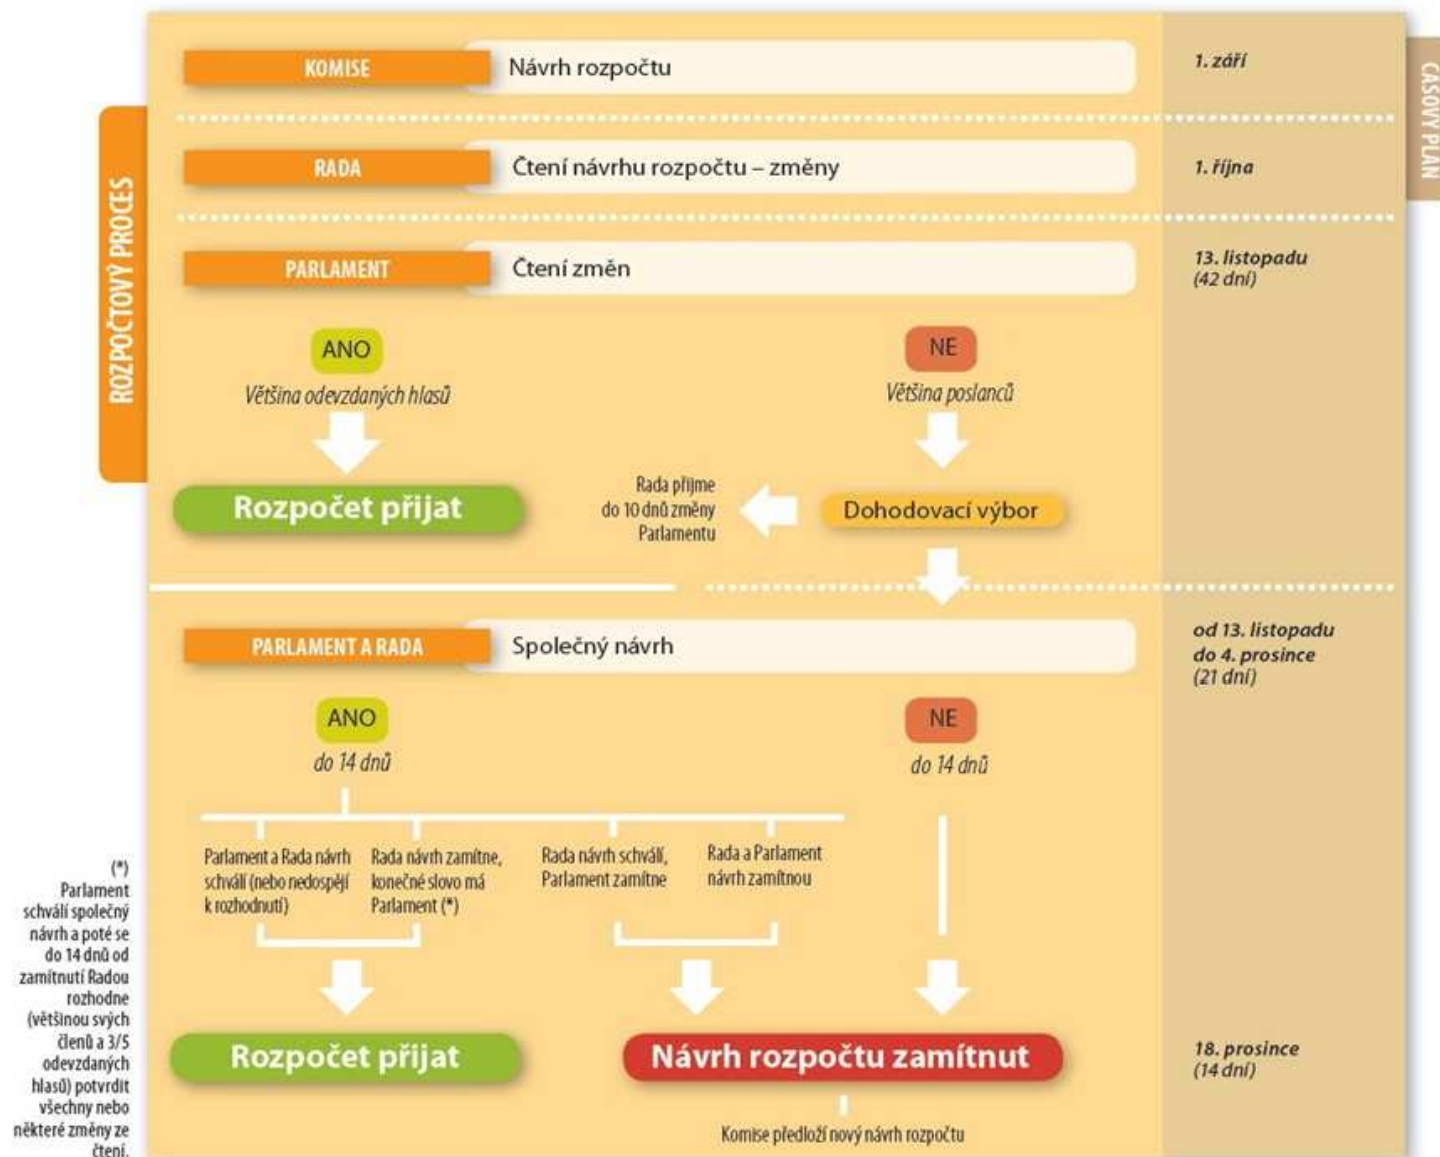 ČASOVÝ PLÁN
ROZPOČTOVÝ PROCES
KOMISE
Návrh rozpočtu
1. září
RADA
Čtení návrhu rozpočtu – změny
1. října
PARLAMENT
Čtení změn
13. listopadu
(42 dní)
ANO
Většina odevzdaných hlasů
NE
Většina poslanců
Rozpočet přijat
Rada přijme
do 10 dnů změny
Parlamentu
Dohodovací výbor
PARLAMENT A RADA
Společný návrh
od 13. listopadu
do 4. prosince
(21 dní)
ANO
do 14 dnů
NE
do 14 dnů
Parlament a Rada návrh
schválí (nebo nedospějí
k rozhodnutí)
Rada návrh zamítne,
konečné slovo má
Parlament (*)
Rada návrh schválí,
Parlament zamítne
Rada a Parlament
návrh zamítnou
Rozpočet přijat
Návrh rozpočtu zamítnut
18. prosince
(14 dní)
Komise předloží nový návrh rozpočtu
(*)
Parlament
schválí společný
návrh a poté se
do 14 dnů od
zamítnutí Radou
rozhodne
(většinou svých
členů a 3/5
odevzdaných
hlasů) potvrdit
všechny nebo
některé změny ze
čtení.